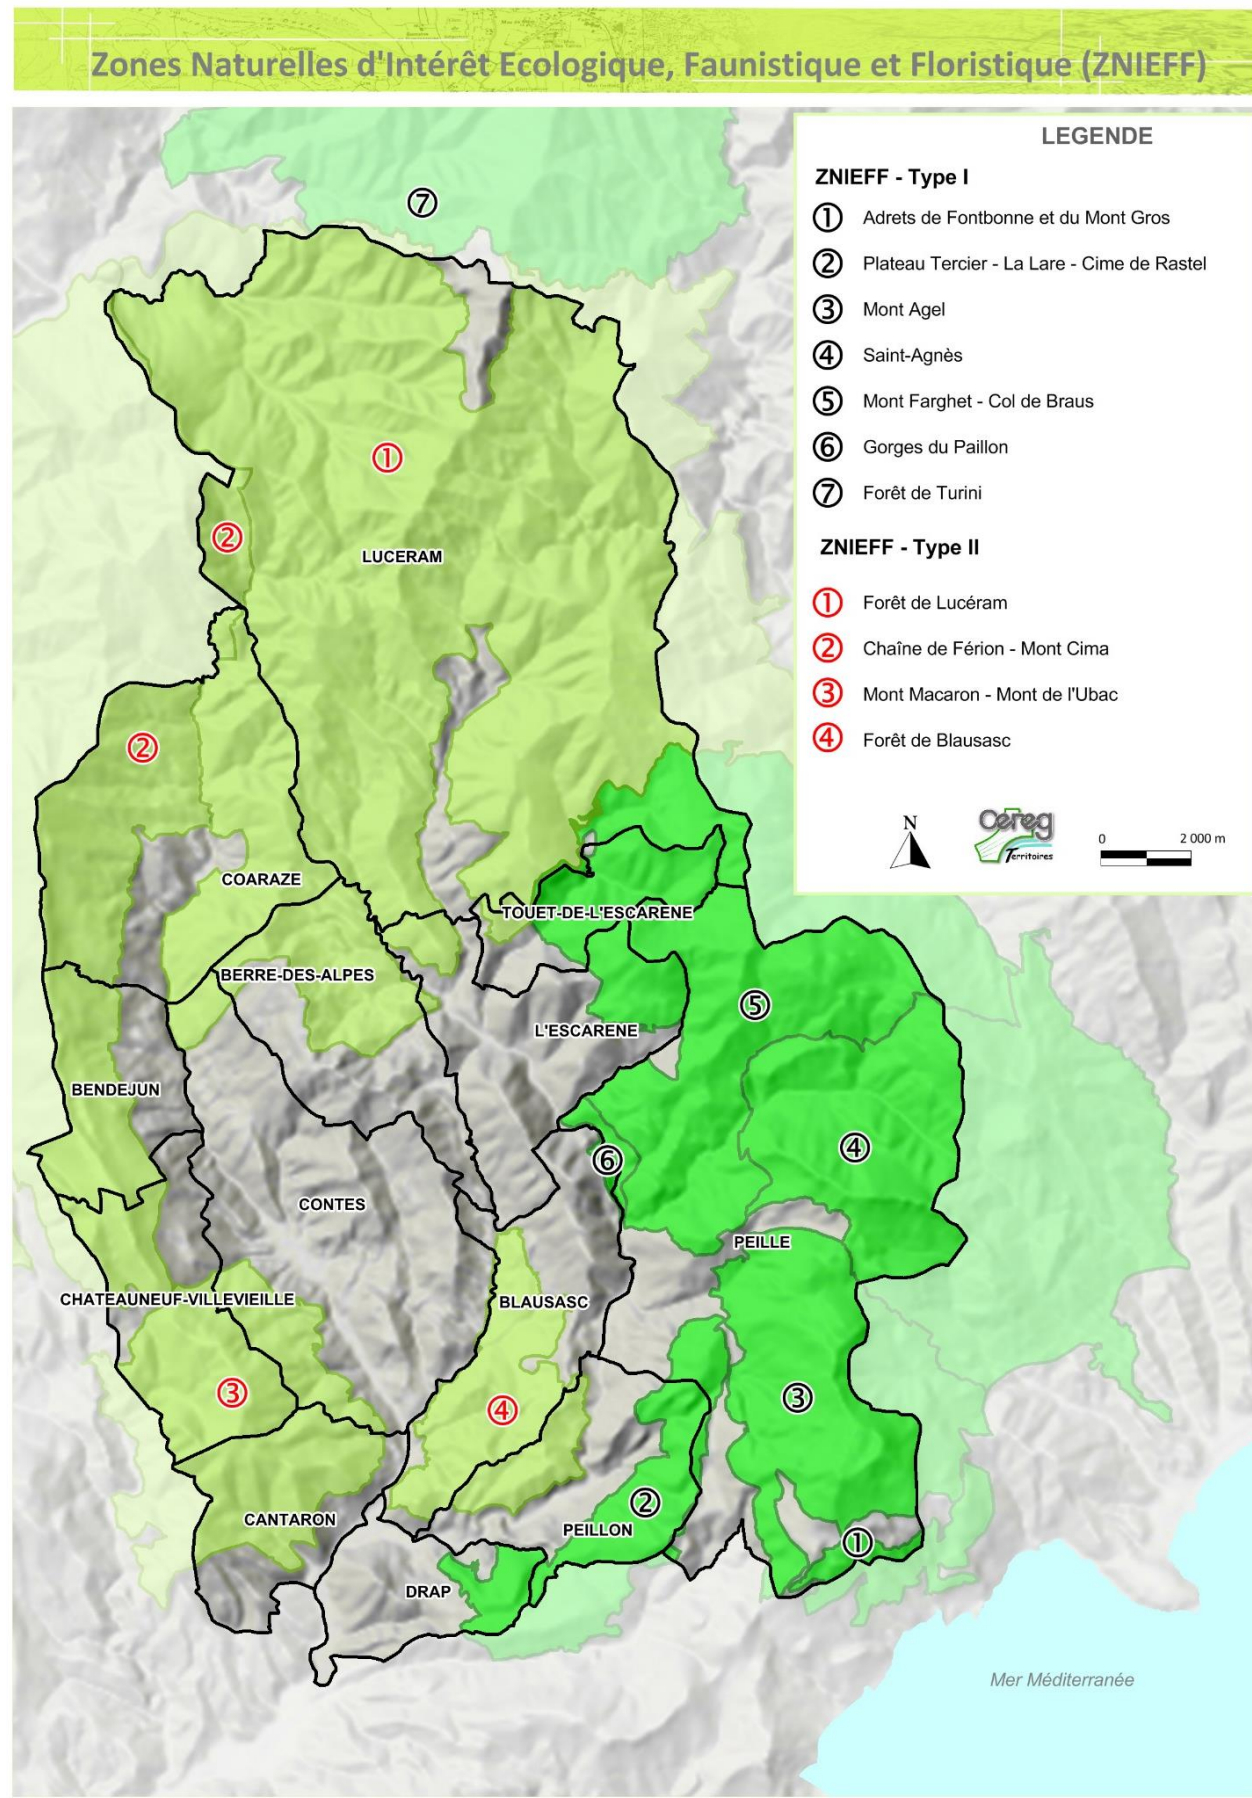 Zones Naturelles d'Intérêt Ecologique, Faunistique et Floristique (ZNIEFF)
LEGENDE
ZNIEFF - Type I
① Adrets de Fontbonne et du Mont Gros
② Plateau Tercier - La Lare - Cime de Rastel
③ Mont Agel
④ Saint-Agnès
⑤ Mont Farghet - Col de Braus
⑥ Gorges du Paillon
⑦ Forêt de Turini
ZNIEFF - Type II
① Forêt de Lucéram
② Chaîne de Férion - Mont Cima
③ Mont Macaron - Mont de l'Ubac
④ Forêt de Blausasc
N
Cereg
Territoires
0 2 000 m
⑦
①
②
LUCERAM
②
COARAZE
TOUET-DE-L'ESCARÈNE
BERRE-DES-ALPES
⑤
L'ESCARENE
BENDEJUN
④
⑥
CONTES
PEILLE
CHATEAUNEUF-VILLEVIEILLE
BLAUSASC
③
③
④
②
CANTARON
PEILLON
①
DRAP
Mer Méditerranée